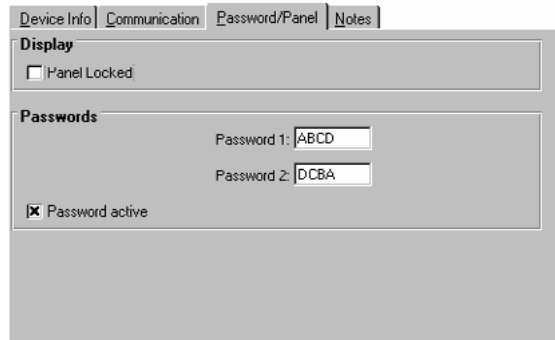 Device Info Communication Password/Panel Notes
Display
Panel Locked
Passwords
Password 1: ABCD
Password 2: DCBA
Password active